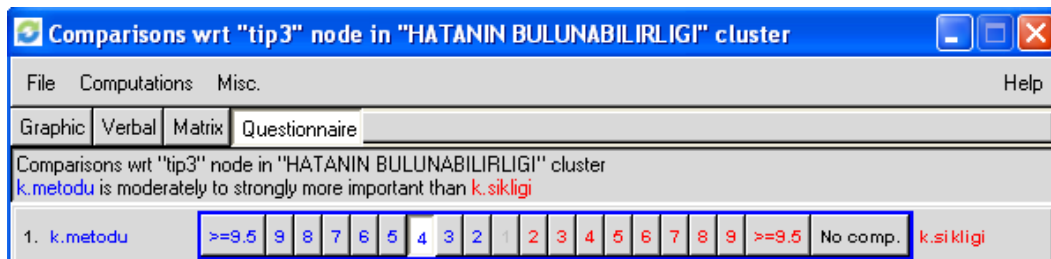 Comparisons wrt "tip3" node in "HATANIN BULUNABILIRLIGI" cluster
File Computations Misc. Help
Graphic Verbal Matrix Questionnaire
Comparisons wrt "tip3" node in "HATANIN BULUNABILIRLIGI" cluster
k.metodu is moderately to strongly more important than k.sikligi
1. k.metodu >=9.5 9 8 7 6 5 4 3 2 1 2 3 4 5 6 7 8 9 >=9.5 No comp. k.sikligi